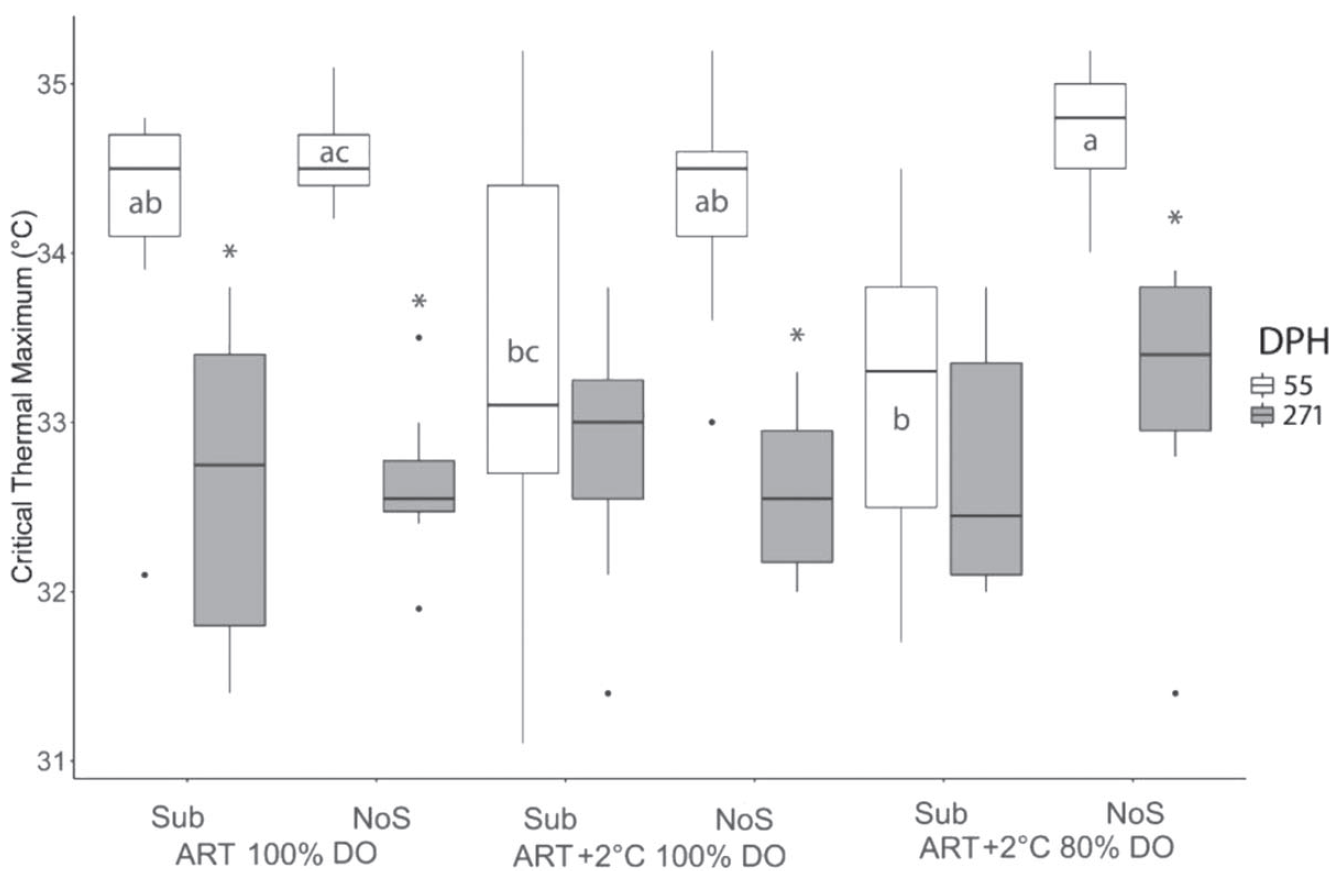 Critical Thermal Maximum (°C)
35
34
33
32
31
ab
*
ac
*
bc
ab
*
b
a
*
DPH
55
271
Sub NoS Sub NoS Sub NoS
ART 100% DO ART+2°C 100% DO ART+2°C 80% DO